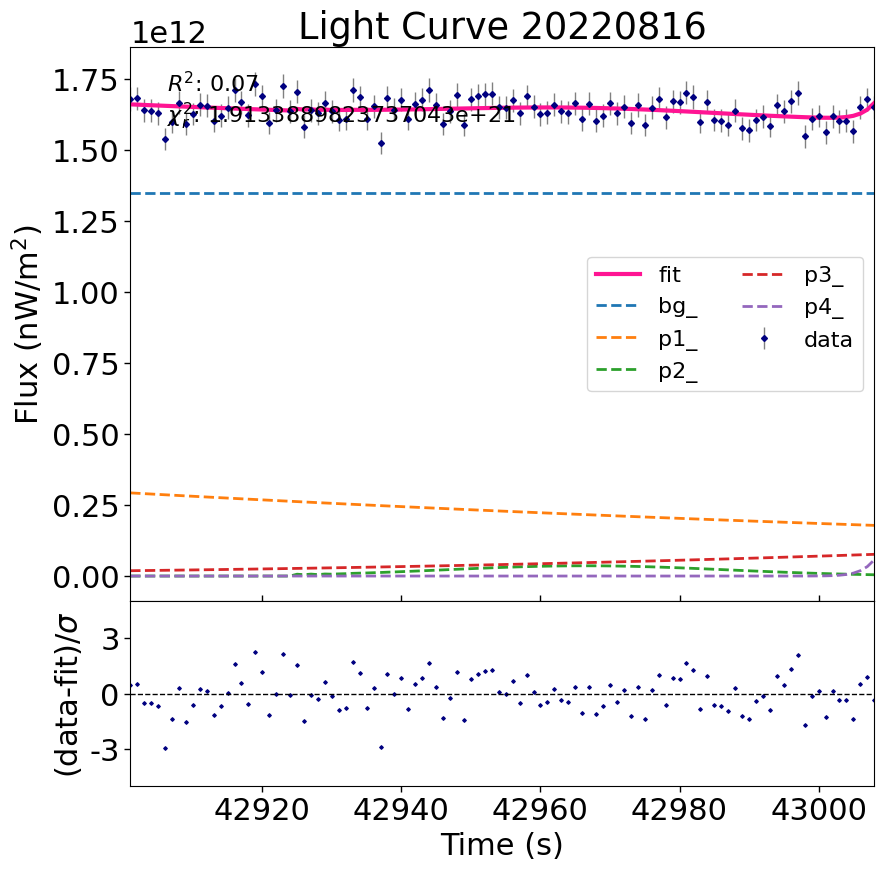 Light Curve 20220816
1e12
R²: 0.07
1.75
1.50
1.25
1.00
0.75
0.50
0.25
0.00
Flux (nW/m²)
fit
bg_
p1_
p2_
p3_
p4_
data
3
0
-3
(data-fit)/σ
42920
42940
42960
42980
43000
Time (s)